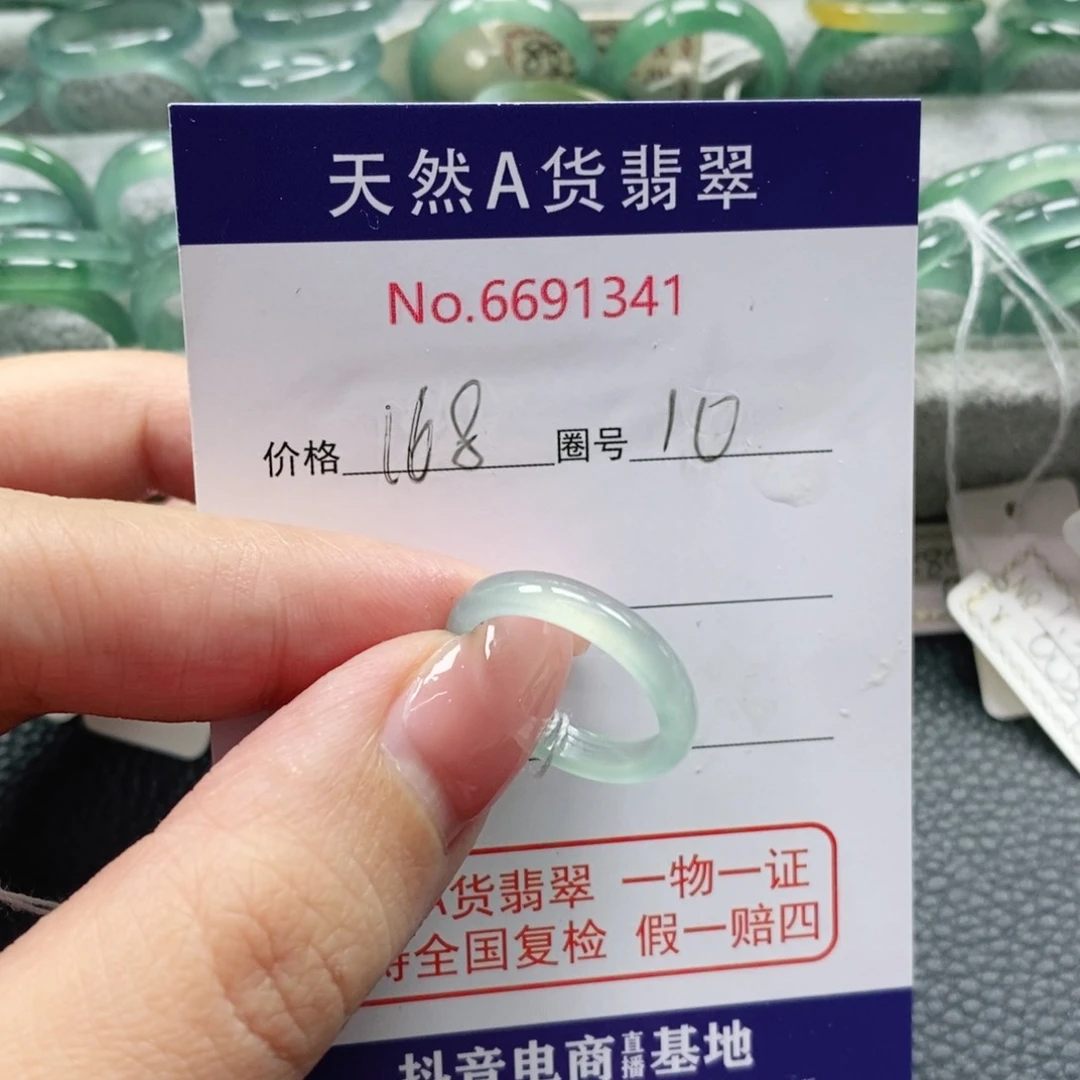 天然A货翡翠
No.6691341
价格 168 圈号 10
货翡翠 一物一证
全国复检 假一赔四
抖音电商直播基地